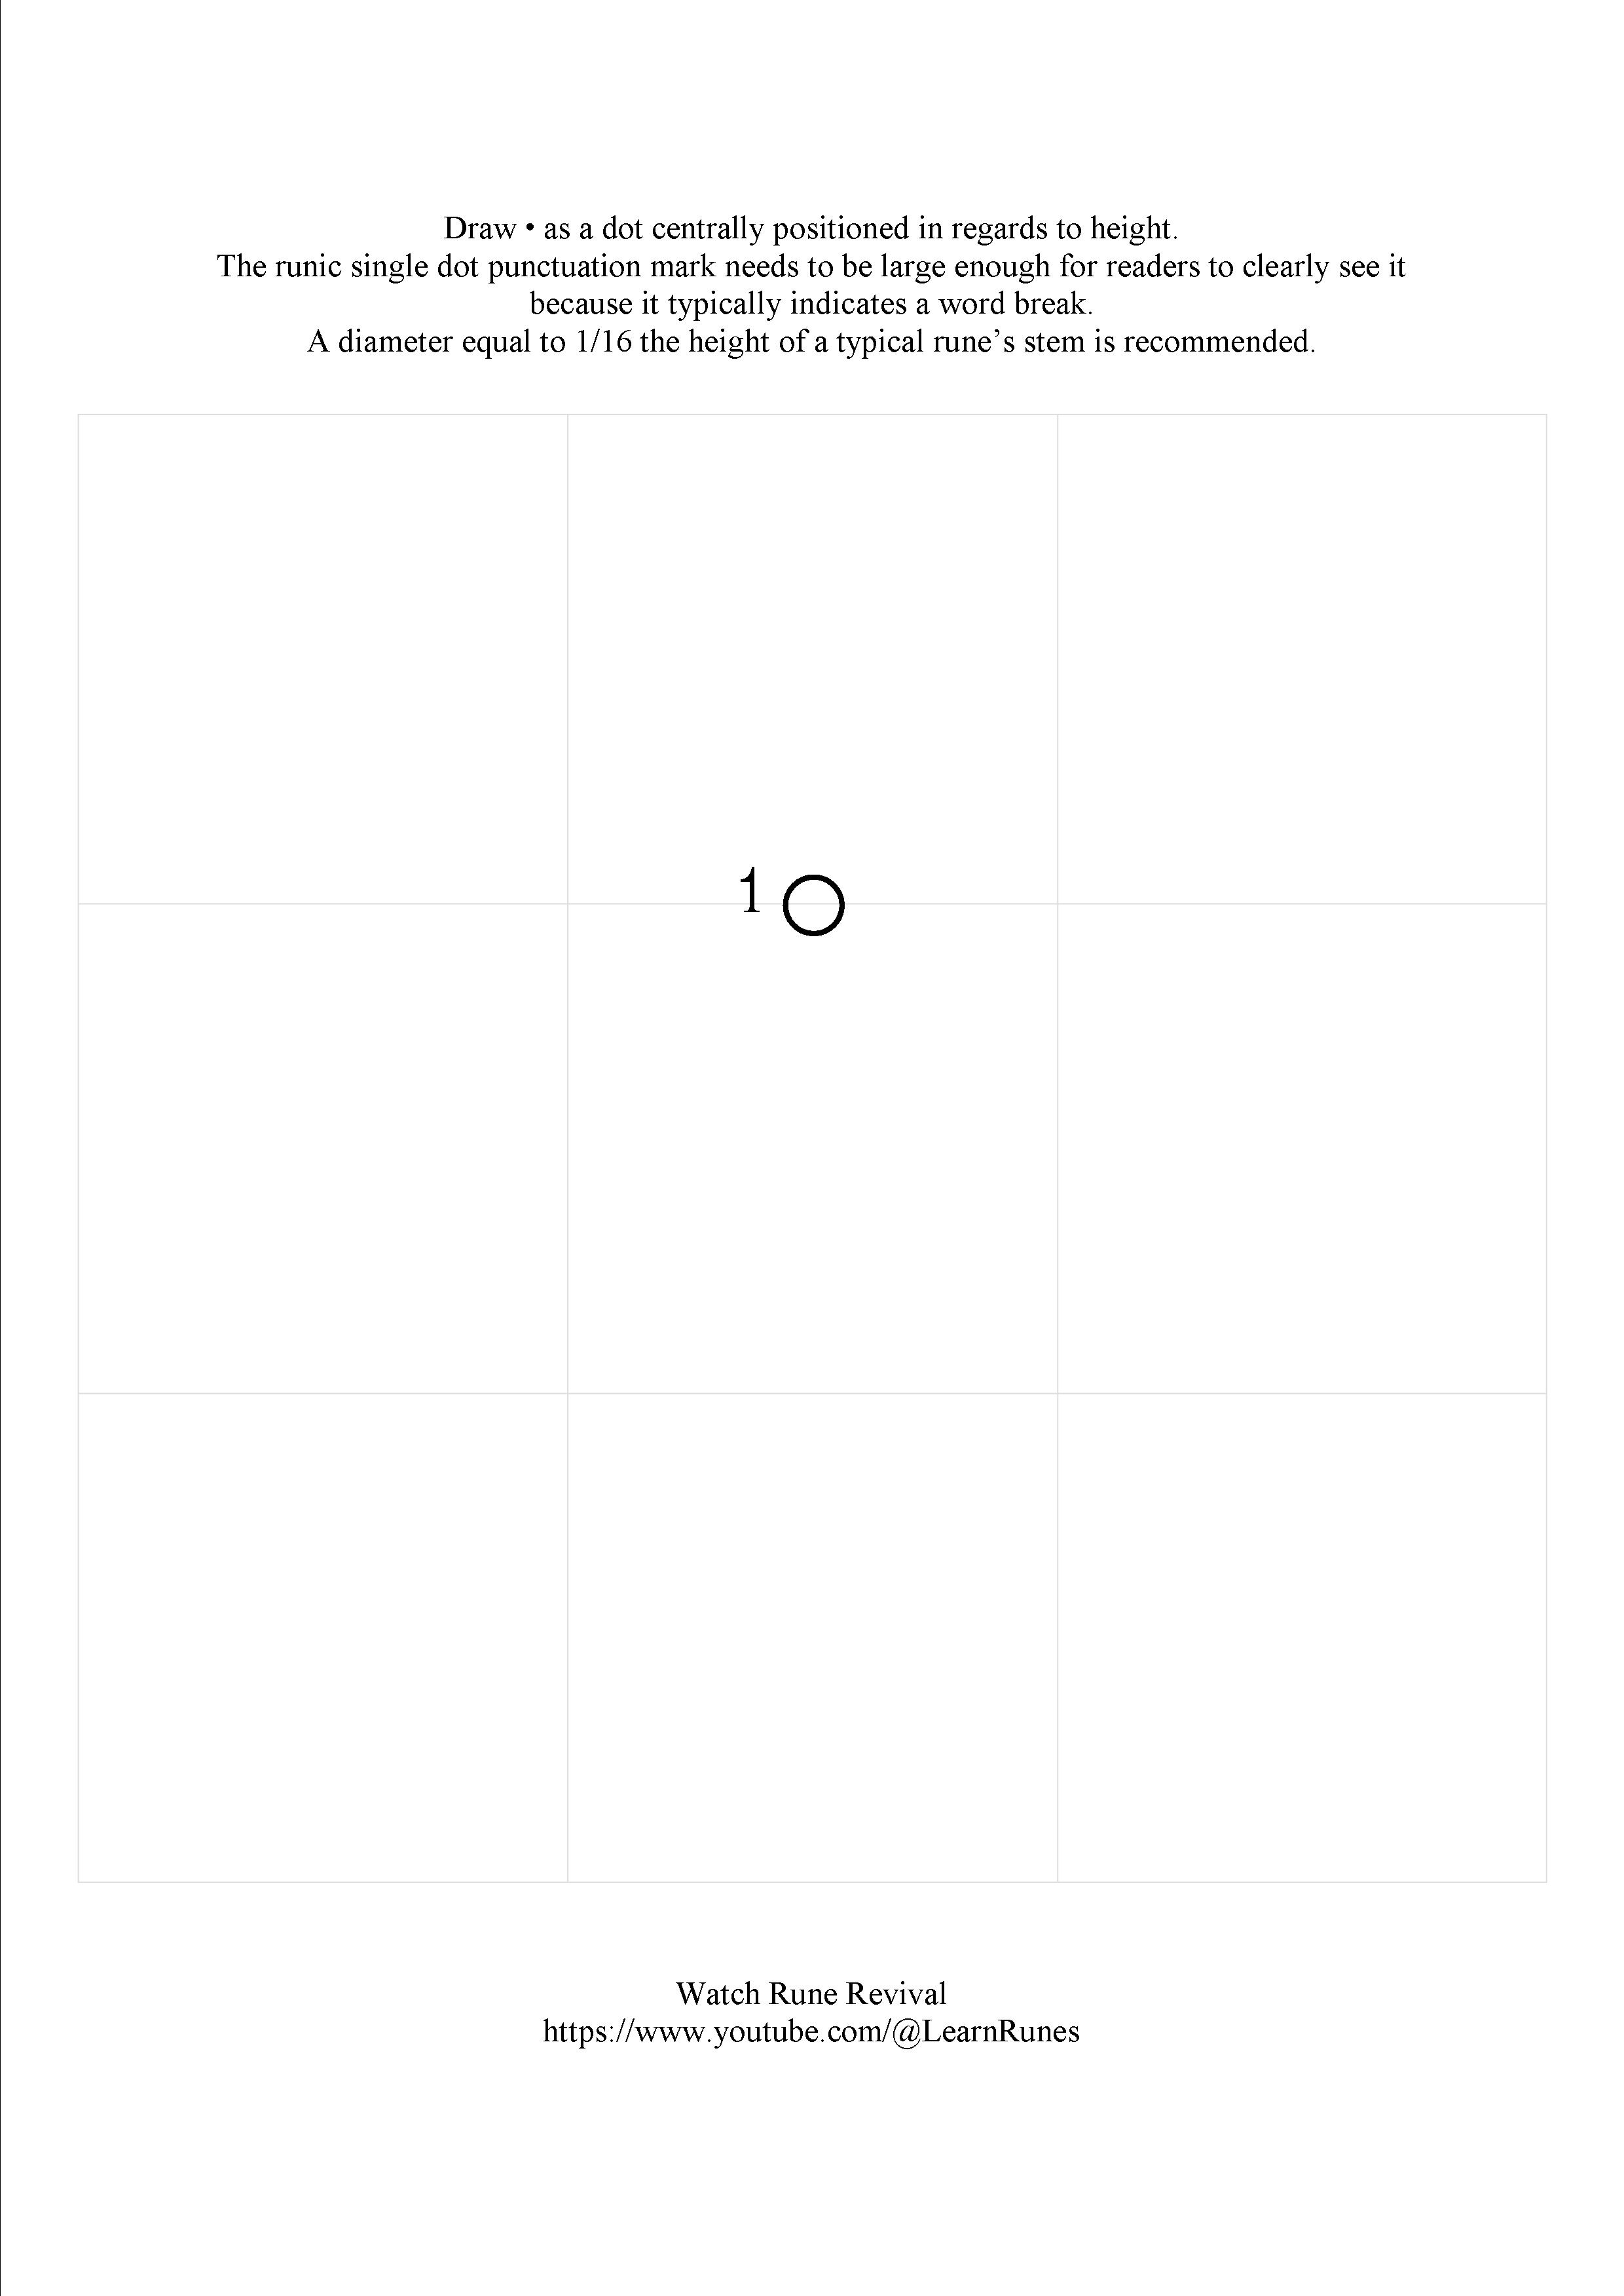 Draw • as a dot centrally positioned in regards to height.
The runic single dot punctuation mark needs to be large enough for readers to clearly see it
because it typically indicates a word break.
A diameter equal to 1/16 the height of a typical rune’s stem is recommended.
1
Watch Rune Revival
https://www.youtube.com/@LearnRunes